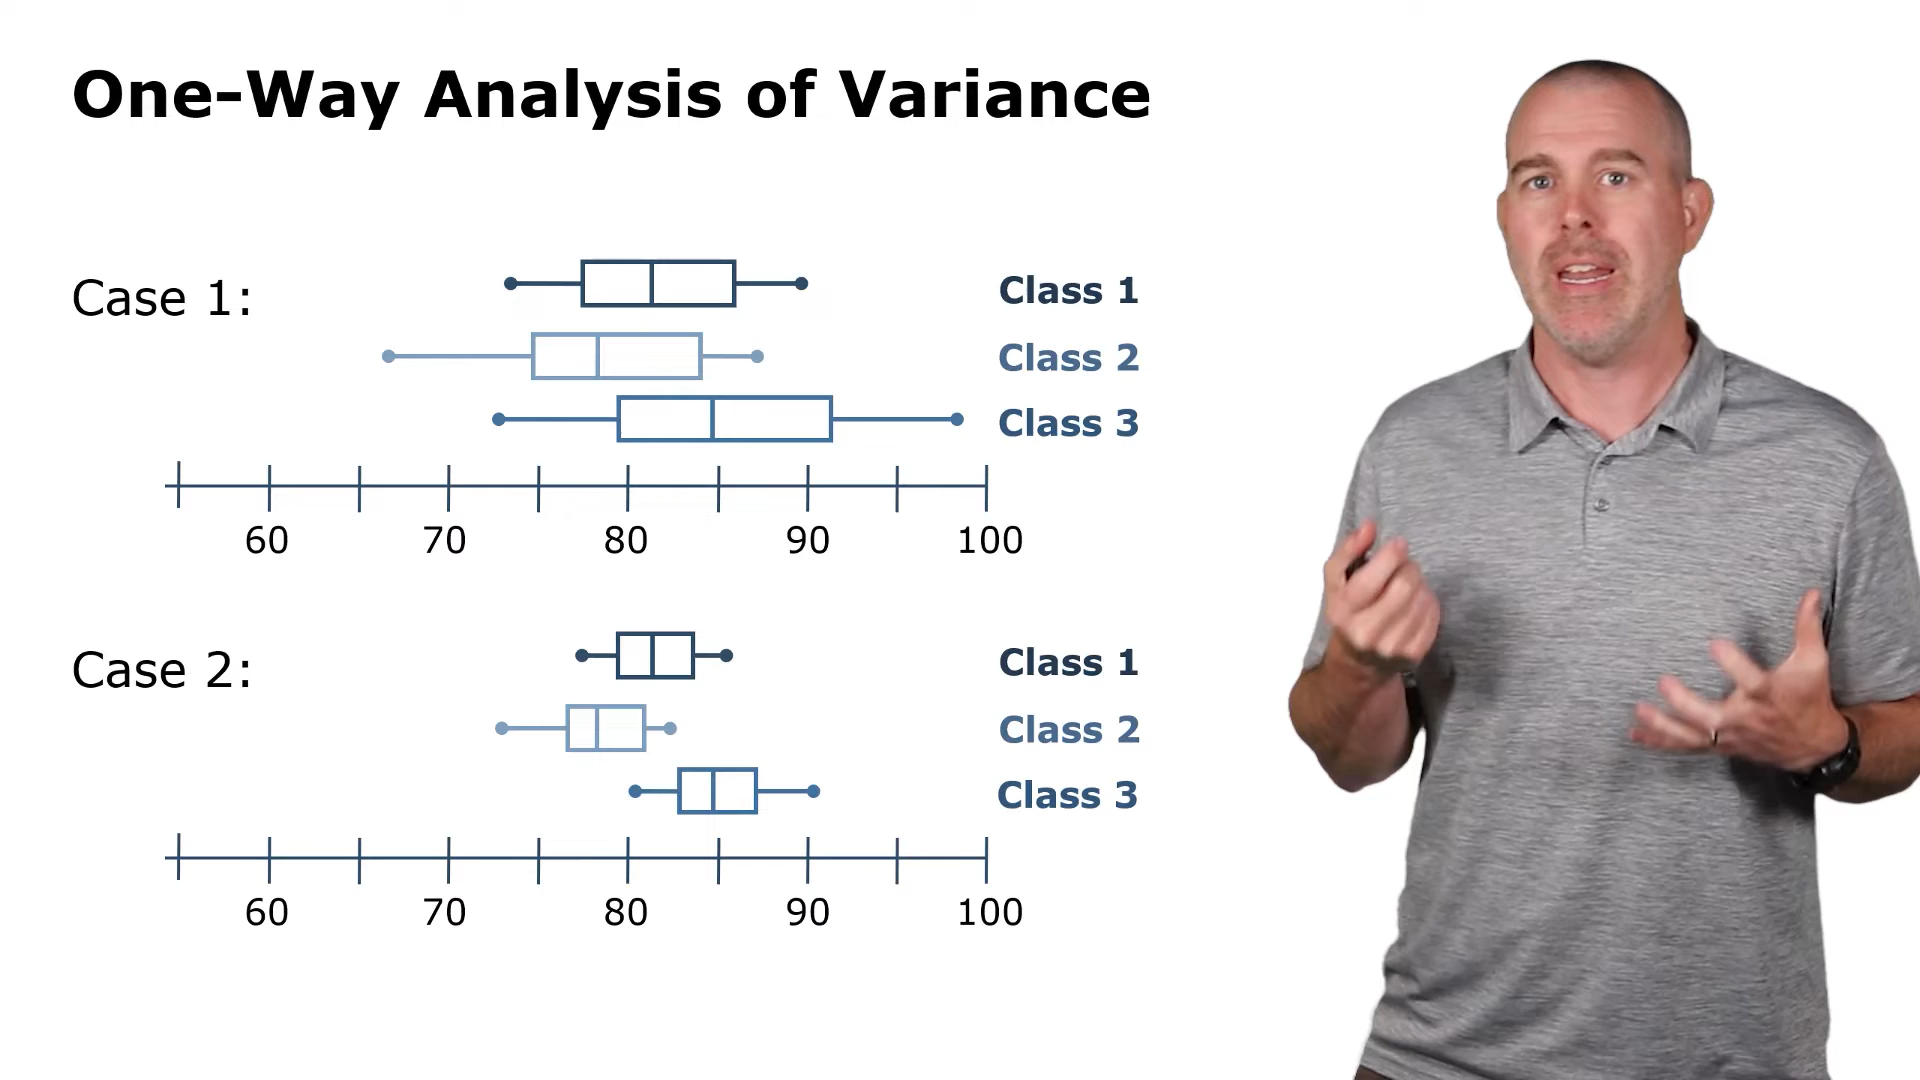 One-Way Analysis of Variance
Case 1:
Class 1
Class 2
Class 3
60 70 80 90 100
Case 2:
Class 1
Class 2
Class 3
60 70 80 90 100